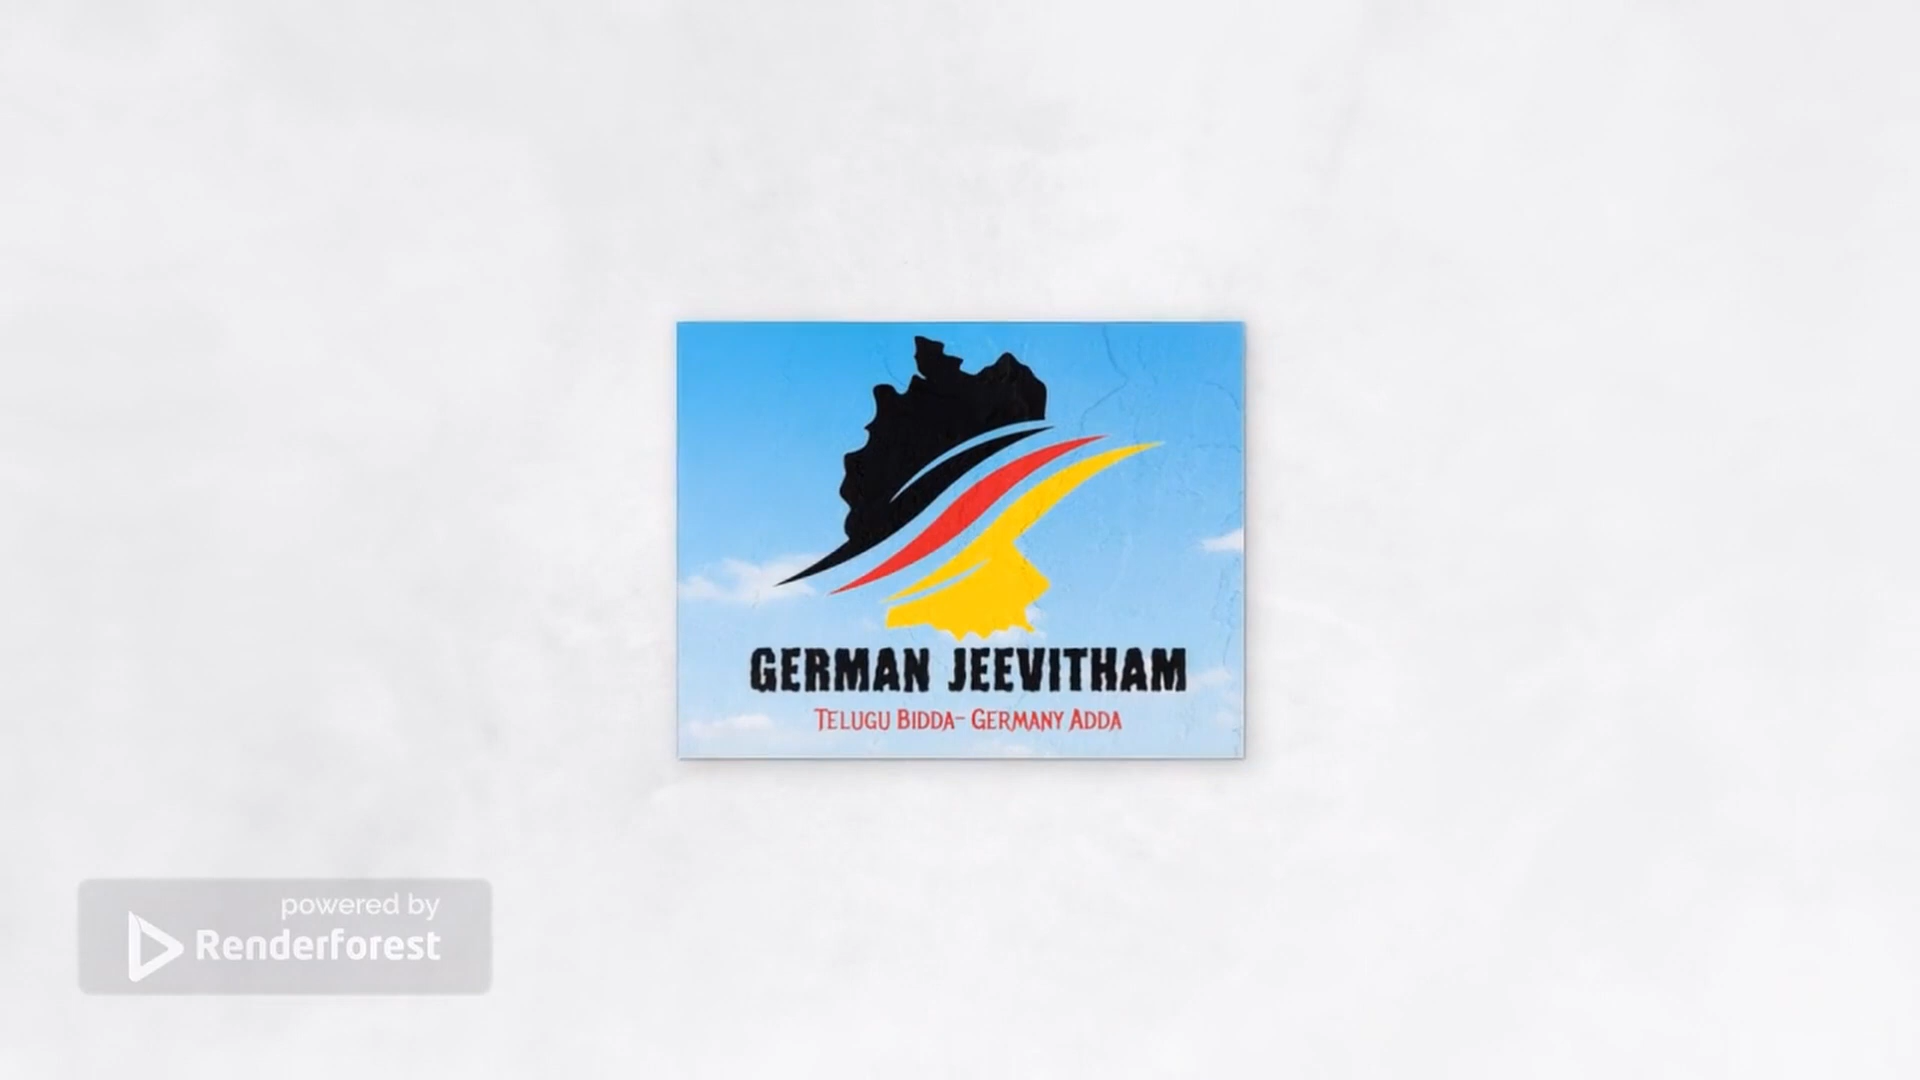 GERMAN JEEVITHAM
TELUGU BIDDA- GERMANY ADDA
powered by
Renderforest